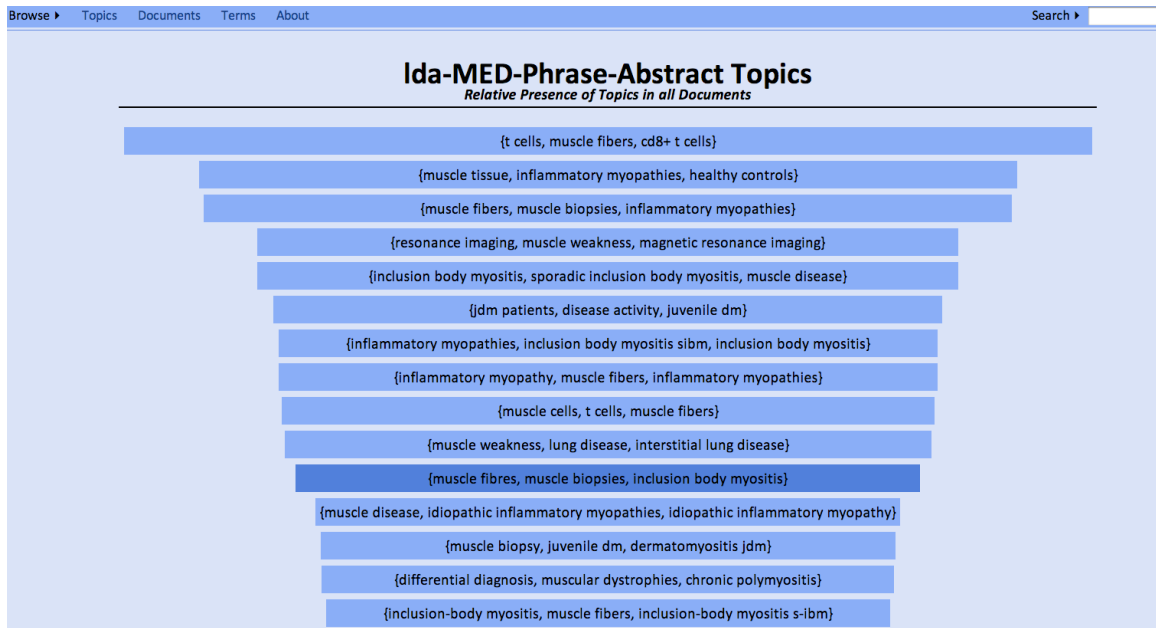 Browse ▸ Topics Documents Terms About Search ▸
lda-MED-Phrase-Abstract Topics
Relative Presence of Topics in all Documents
{t cells, muscle fibers, cd8+ t cells}
{muscle tissue, inflammatory myopathies, healthy controls}
{muscle fibers, muscle biopsies, inflammatory myopathies}
{resonance imaging, muscle weakness, magnetic resonance imaging}
{inclusion body myositis, sporadic inclusion body myositis, muscle disease}
{jdm patients, disease activity, juvenile dm}
{inflammatory myopathies, inclusion body myositis sibm, inclusion body myositis}
{inflammatory myopathy, muscle fibers, inflammatory myopathies}
{muscle cells, t cells, muscle fibers}
{muscle weakness, lung disease, interstitial lung disease}
{muscle fibres, muscle biopsies, inclusion body myositis}
{muscle disease, idiopathic inflammatory myopathies, idiopathic inflammatory myopathy}
{muscle biopsy, juvenile dm, dermatomyositis jdm}
{differential diagnosis, muscular dystrophies, chronic polymyositis}
{inclusion-body myositis, muscle fibers, inclusion-body myositis s-ibm}